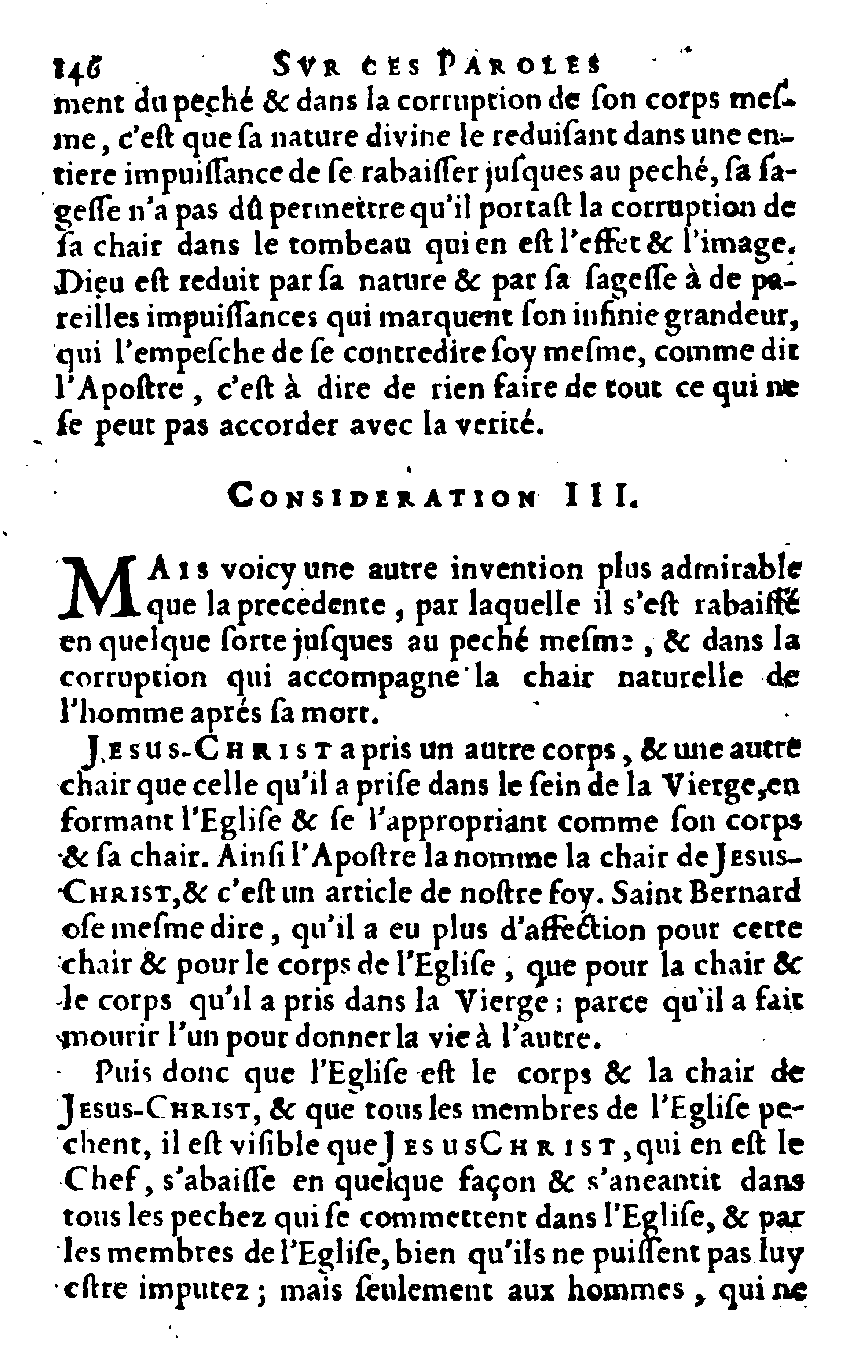 146 SVR CES PAROLES
ment du peché & dans la corruption de ſon corps meſ-
me, c'eſt que ſa nature divine le reduiſant dans une en-
tiere impuiſſance de ſe rabaiſſer juſques au peché, ſa ſa-
geſſe n'a pas dû permettre qu'il portaſt la corruption de
ſa chair dans le tombeau qui en eſt l'effet & l'image.
Dieu eſt reduit par ſa nature & par ſa ſageſſe à de pa-
reilles impuiſſances qui marquent ſon infinie grandeur,
qui l'empeſche de ſe contredire ſoy meſme, comme dit
l'Apoſtre, c'eſt à dire de rien faire de tout ce qui ne
ſe peut pas accorder avec la verité.
CONSIDERATION III.
MAIS voicy une autre invention plus admirable
que la precedente, par laquelle il s'eſt rabaiſſé
en quelque ſorte juſques au peché meſme, & dans la
corruption qui accompagne la chair naturelle de
l'homme aprés ſa mort.
JESUS-CHRIST a pris un autre corps, & une autre
chair que celle qu'il a priſe dans le ſein de la Vierge, en
formant l'Egliſe & ſe l'appropriant comme ſon corps
& ſa chair. Ainſi l'Apoſtre la nomme la chair de JESUS-
CHRIST, & c'eſt un article de noſtre foy. Saint Bernard
oſe meſme dire, qu'il a eu plus d'affection pour cette
chair & pour le corps de l'Egliſe, que pour la chair &
le corps qu'il a pris dans la Vierge; parce qu'il a fait
mourir l'un pour donner la vie à l'autre.
Puis donc que l'Egliſe eſt le corps & la chair de
JESUS-CHRIST, & que tous les membres de l'Egliſe pe-
chent, il eſt viſible que JESUS CHRIST, qui en eſt le
Chef, s'abaiſſe en quelque façon & s'aneantit dans
tous les pechez qui ſe commettent dans l'Egliſe, & par
les membres de l'Egliſe, bien qu'ils ne puiſſent pas luy
eſtre imputez; mais ſeulement aux hommes, qui ne